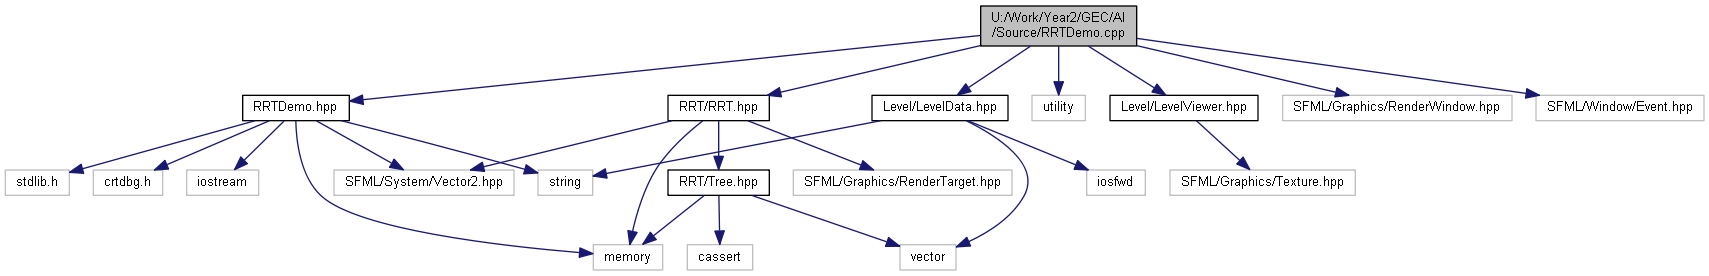 U:/Work/Year2/GEC/AI
/Source/RRTDemo.cpp
RRTDemo.hpp
RRT/RRT.hpp
Level/LevelData.hpp
utility
Level/LevelViewer.hpp
SFML/Graphics/RenderWindow.hpp
SFML/Window/Event.hpp
stdlib.h
crtdbg.h
iostream
SFML/System/Vector2.hpp
string
RRT/Tree.hpp
SFML/Graphics/RenderTarget.hpp
iosfwd
SFML/Graphics/Texture.hpp
memory
cassert
vector